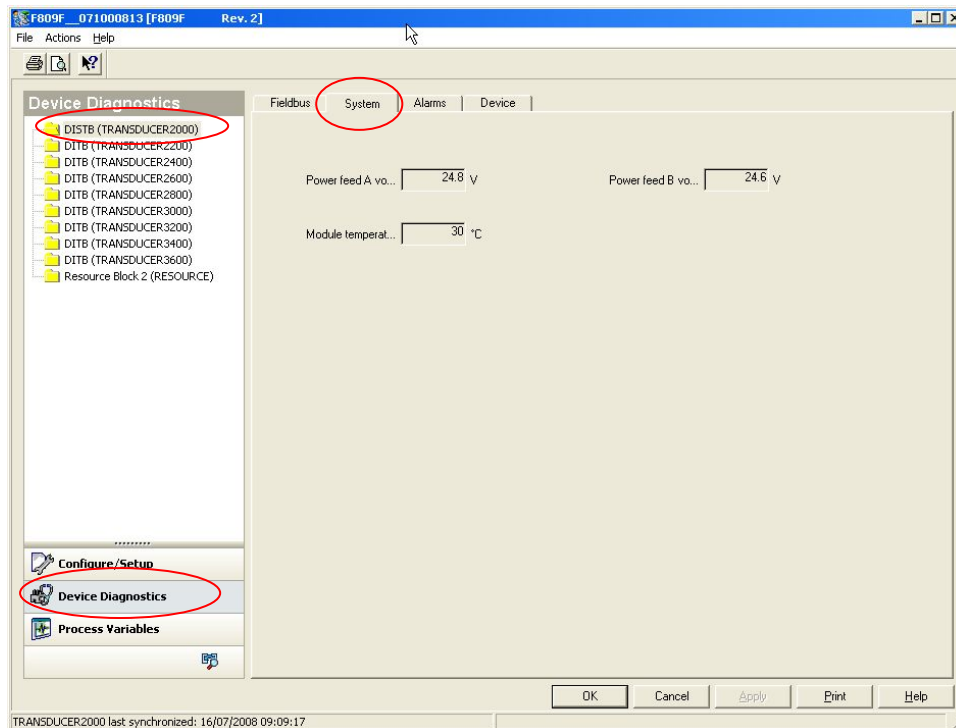 F809F__071000813 [F809F Rev. 2]
File Actions Help
Device Diagnostics
DISTB (TRANSDUCER2000)
DITB (TRANSDUCER2200)
DITB (TRANSDUCER2400)
DITB (TRANSDUCER2600)
DITB (TRANSDUCER2800)
DITB (TRANSDUCER3000)
DITB (TRANSDUCER3200)
DITB (TRANSDUCER3400)
DITB (TRANSDUCER3600)
Resource Block 2 (RESOURCE)
Configure/Setup
Device Diagnostics
Process Variables
Fieldbus System Alarms Device
Power feed A vo... 24.8 V Power feed B vo... 24.6 V
Module temperat... 30 °C
OK Cancel Apply Print Help
TRANSDUCER2000 last synchronized: 16/07/2008 09:09:17